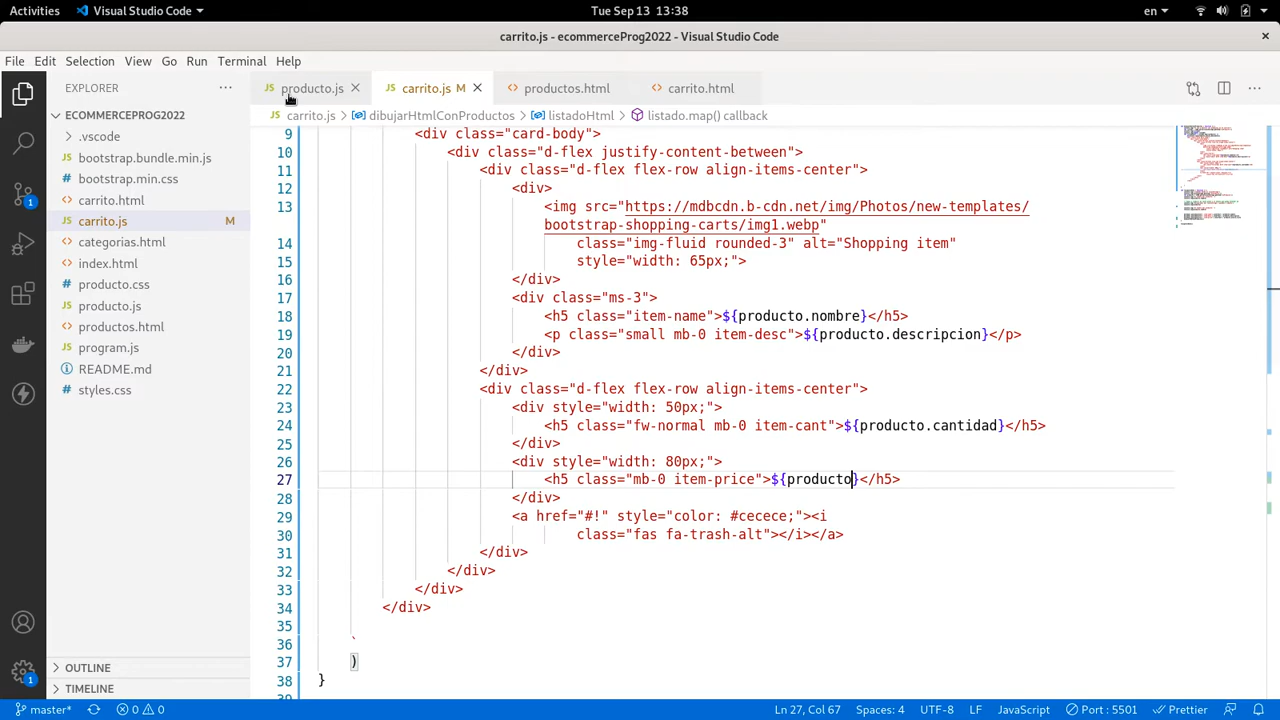 Activities
Visual Studio Code
Tue Sep 13 13:38
en
carrito.js - ecommerceProg2022 - Visual Studio Code
File Edit Selection View Go Run Terminal Help
EXPLORER
JS producto.js
JS carrito.js M
<> productos.html
<> carrito.html
JS carrito.js > dibujarHtmlConProductos > listadoHtml > listado.map() callback
ECOMMERCEPROG2022
.vscode
JS bootstrap.bundle.min.js
# bootstrap.min.css
<> carrito.html
JS carrito.js M
<> categorias.html
<> index.html
# producto.css
JS producto.js
<> productos.html
JS program.js
README.md
# styles.css
OUTLINE
TIMELINE
1
1
9 <div class="card-body">
10 <div class="d-flex justify-content-between">
11 <div class="d-flex flex-row align-items-center">
12 <div>
13 <img src="https://mdbcdn.b-cdn.net/img/Photos/new-templates/
bootstrap-shopping-carts/img1.webp"
14 class="img-fluid rounded-3" alt="Shopping item"
15 style="width: 65px;">
16 </div>
17 <div class="ms-3">
18 <h5 class="item-name">${producto.nombre}</h5>
19 <p class="small mb-0 item-desc">${producto.descripcion}</p>
20 </div>
21 </div>
22 <div class="d-flex flex-row align-items-center">
23 <div style="width: 50px;">
24 <h5 class="fw-normal mb-0 item-cant">${producto.cantidad}</h5>
25 </div>
26 <div style="width: 80px;">
27 <h5 class="mb-0 item-price">${producto}</h5>
28 </div>
29 <a href="#!" style="color: #cecece;"><i
30 class="fas fa-trash-alt"></i></a>
31 </div>
32 </div>
33 </div>
34 </div>
35
36 `
37 )
38 }
master* 0 0 Ln 27, Col 67 Spaces: 4 UTF-8 LF JavaScript Port : 5501 Prettier